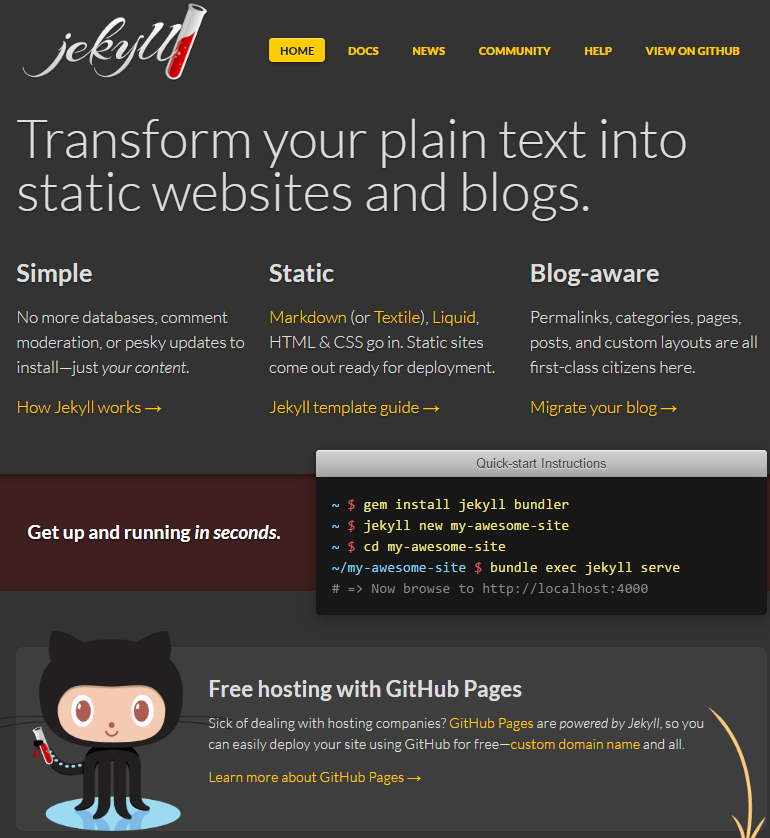 jekyll
HOME DOCS NEWS COMMUNITY HELP VIEW ON GITHUB
Transform your plain text into
static websites and blogs.
Simple
No more databases, comment
moderation, or pesky updates to
install—just your content.
How Jekyll works →
Static
Markdown (or Textile), Liquid,
HTML & CSS go in. Static sites
come out ready for deployment.
Jekyll template guide →
Blog-aware
Permalinks, categories, pages,
posts, and custom layouts are all
first-class citizens here.
Migrate your blog →
Get up and running in seconds.
Quick-start Instructions
~ $ gem install jekyll bundler
~ $ jekyll new my-awesome-site
~ $ cd my-awesome-site
~/my-awesome-site $ bundle exec jekyll serve
# => Now browse to http://localhost:4000
Free hosting with GitHub Pages
Sick of dealing with hosting companies? GitHub Pages are powered by Jekyll, so you
can easily deploy your site using GitHub for free—custom domain name and all.
Learn more about GitHub Pages →